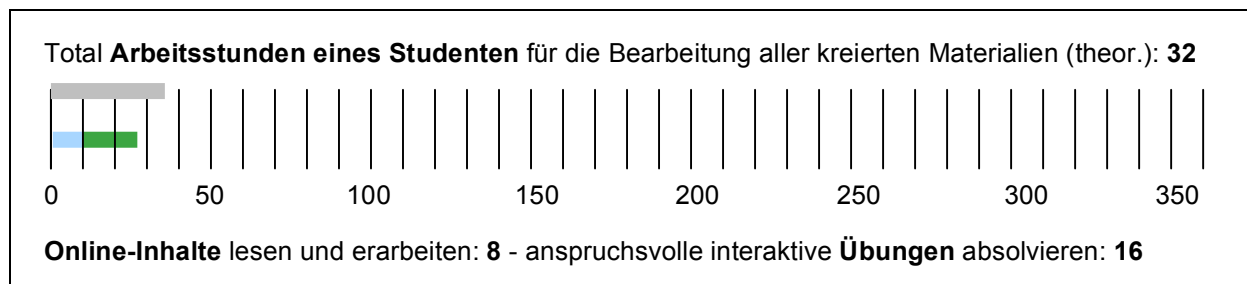 Total Arbeitsstunden eines Studenten für die Bearbeitung aller kreierten Materialien (theor.): 32
0 50 100 150 200 250 300 350
Online-Inhalte lesen und erarbeiten: 8 - anspruchsvolle interaktive Übungen absolvieren: 16